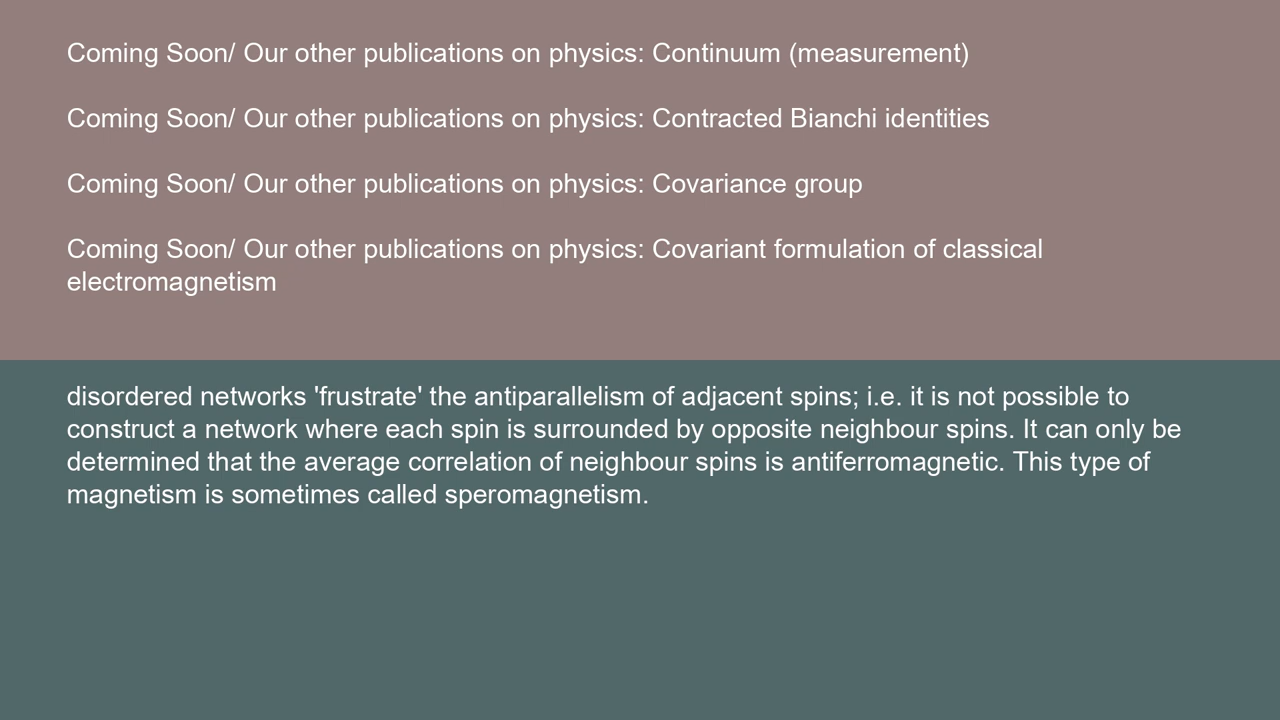 Coming Soon/ Our other publications on physics: Continuum (measurement)
Coming Soon/ Our other publications on physics: Contracted Bianchi identities
Coming Soon/ Our other publications on physics: Covariance group
Coming Soon/ Our other publications on physics: Covariant formulation of classical
electromagnetism
disordered networks 'frustrate' the antiparallelism of adjacent spins; i.e. it is not possible to
construct a network where each spin is surrounded by opposite neighbour spins. It can only be
determined that the average correlation of neighbour spins is antiferromagnetic. This type of
magnetism is sometimes called speromagnetism.